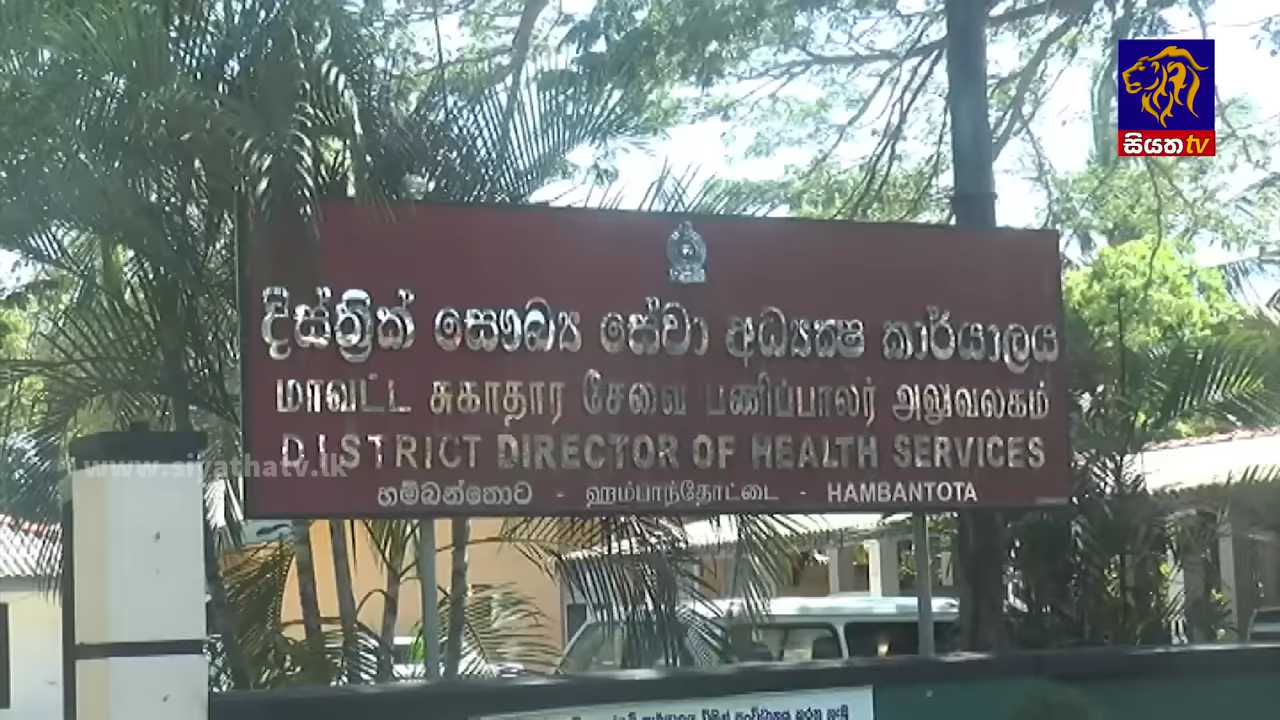 සියත tv
දිස්ත්‍රික් සෞඛ්‍ය සේවා අධ්‍යක්ෂ කාර්යාලය
மாவட்ட சுகாதார சேவை பணிப்பாலர் அலுவலகம்
DISTRICT DIRECTOR OF HEALTH SERVICES
www.siyathatv.lk
හම්බන්තොට - ஹம்பாந்தோட்டை - HAMBANTOTA